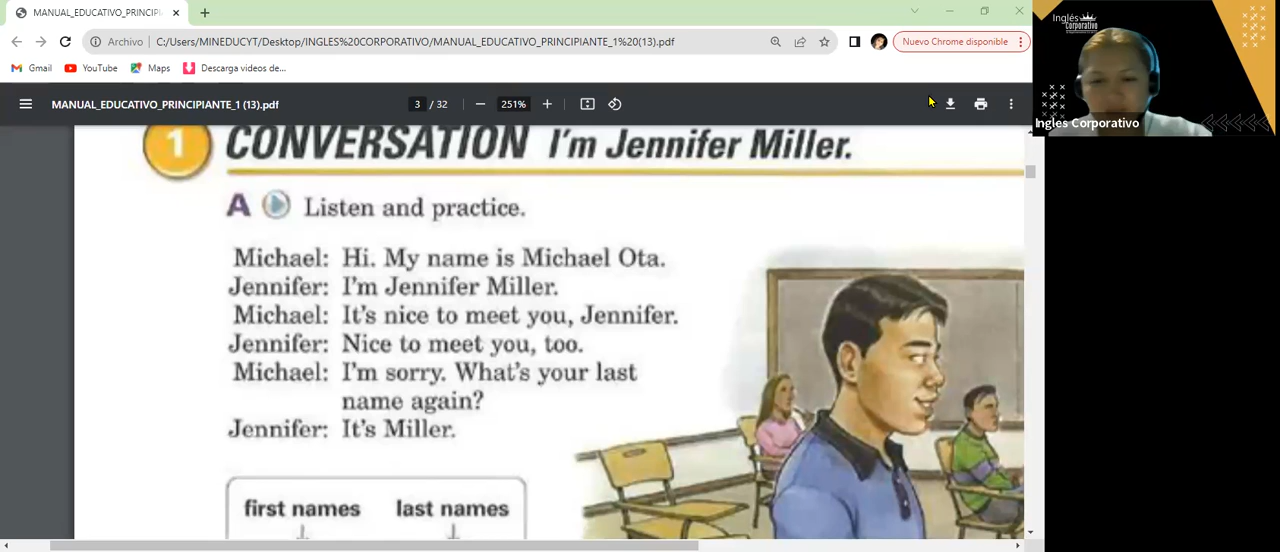 MANUAL_EDUCATIVO_PRINCIPI
Archivo C:/Users/MINEDUCYT/Desktop/INGLES%20CORPORATIVO/MANUAL_EDUCATIVO_PRINCIPIANTE_1%20(13).pdf
Nuevo Chrome disponible
Gmail YouTube Maps Descarga videos de...
MANUAL_EDUCATIVO_PRINCIPIANTE_1 (13).pdf
3 / 32
251%
1 CONVERSATION I'm Jennifer Miller.
A Listen and practice.
Michael: Hi. My name is Michael Ota.
Jennifer: I'm Jennifer Miller.
Michael: It's nice to meet you, Jennifer.
Jennifer: Nice to meet you, too.
Michael: I'm sorry. What's your last
name again?
Jennifer: It's Miller.
first names last names
Inglés
Corporativo
Ingles Corporativo